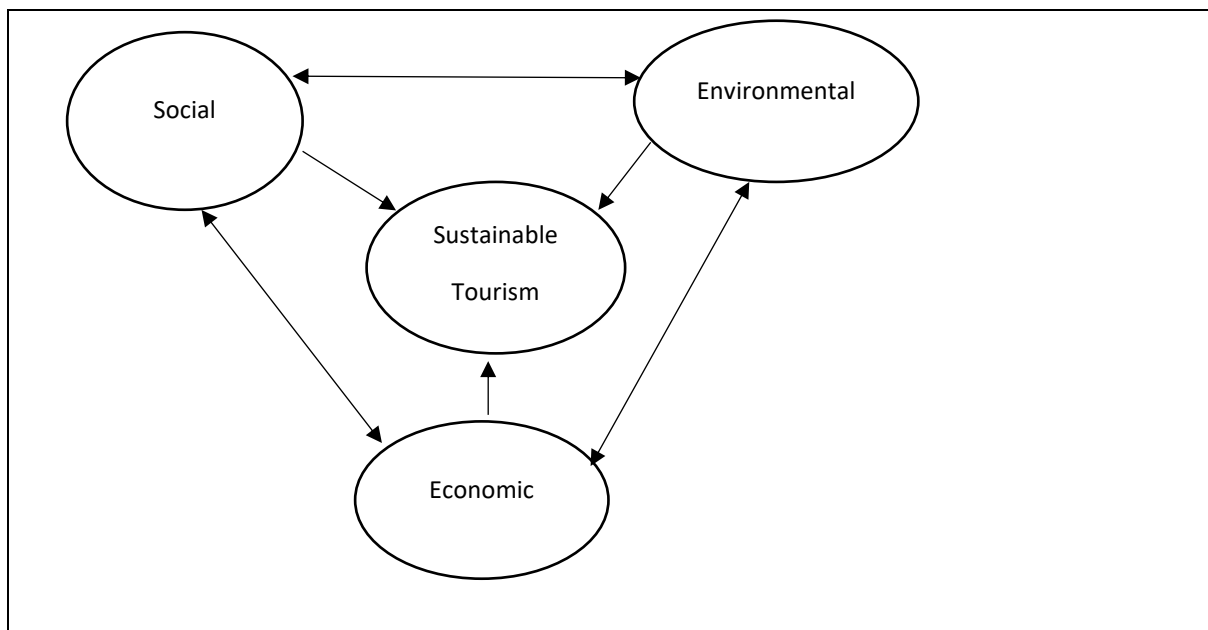 Social
Environmental
Sustainable
Tourism
Economic